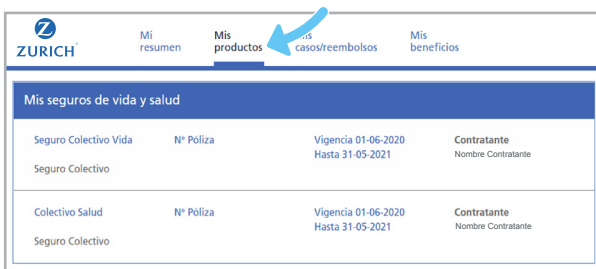 ZURICH
Mi
resumen
Mis
productos
casos/reembolsos
Mis
beneficios
Mis seguros de vida y salud
Seguro Colectivo Vida
Nº Póliza
Vigencia 01-06-2020
Hasta 31-05-2021
Contratante
Nombre Contratante
Seguro Colectivo
Colectivo Salud
Nº Póliza
Vigencia 01-06-2020
Hasta 31-05-2021
Contratante
Nombre Contratante
Seguro Colectivo